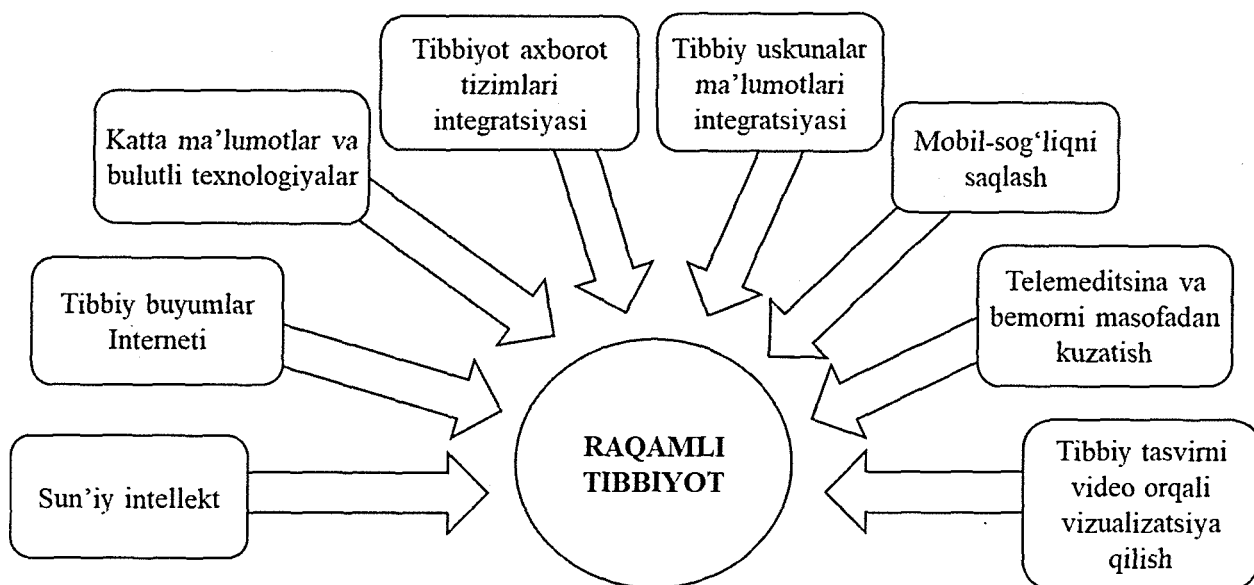 Tibbiyot axborot
tizimlari
integratsiyasi
Tibbiy uskunalar
ma’lumotlari
integratsiyasi
Katta ma’lumotlar va
bulutli texnologiyalar
Mobil-sog‘liqni
saqlash
Tibbiy buyumlar
Interneti
Telemeditsina va
bemorni masofadan
kuzatish
Sun’iy intellekt
RAQAMLI
TIBBIYOT
Tibbiy tasvirni
video orqali
vizualizatsiya
qilish